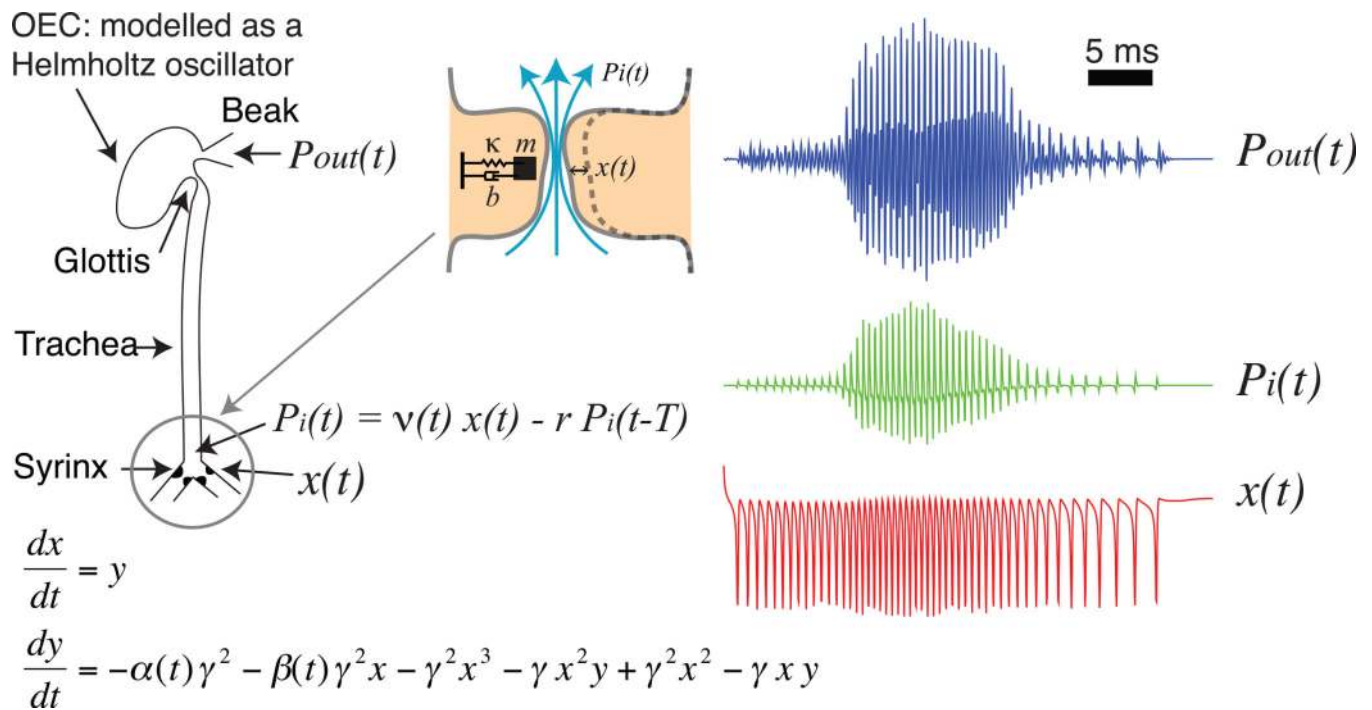 OEC: modelled as a
Helmholtz oscillator
Beak
Pout(t)
Glottis
Trachea
Syrinx
x(t)
Pi(t) = ν(t) x(t) - r Pi(t-T)
Pi(t)
κ m
b
x(t)
5 ms
Pout(t)
Pi(t)
x(t)
dx/dt = y
dy/dt = -α(t)γ² - β(t)γ²x - γ²x³ - γx²y + γ²x² - γxy